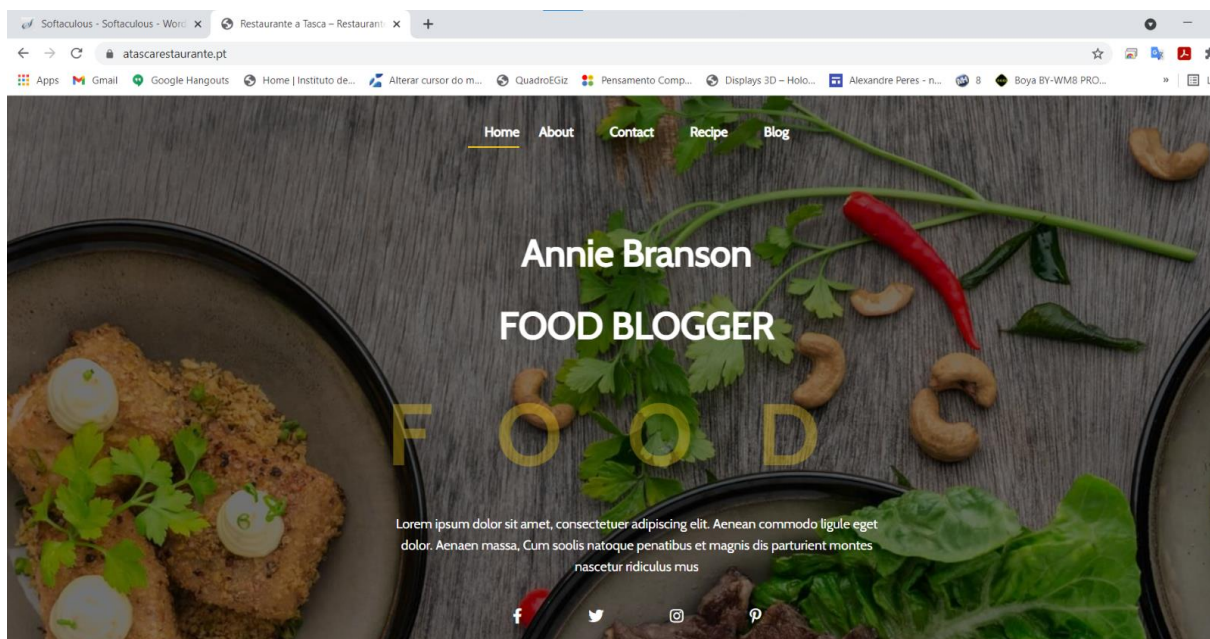 Softaculous - Softaculous - Word
Restaurante a Tasca – Restaurant
atascarestaurante.pt
Apps Gmail Google Hangouts Home | Instituto de... Alterar cursor do m... QuadroEGiz Pensamento Comp... Displays 3D – Holo... Alexandre Peres - n... 8 Boya BY-WM8 PRO... »
Home About Contact Recipe Blog
Annie Branson
FOOD BLOGGER
FOOD
Lorem ipsum dolor sit amet, consectetuer adipiscing elit. Aenean commodo ligule eget
dolor. Aenaen massa, Cum soolis natoque penatibus et magnis dis parturient montes
nascetur ridiculus mus